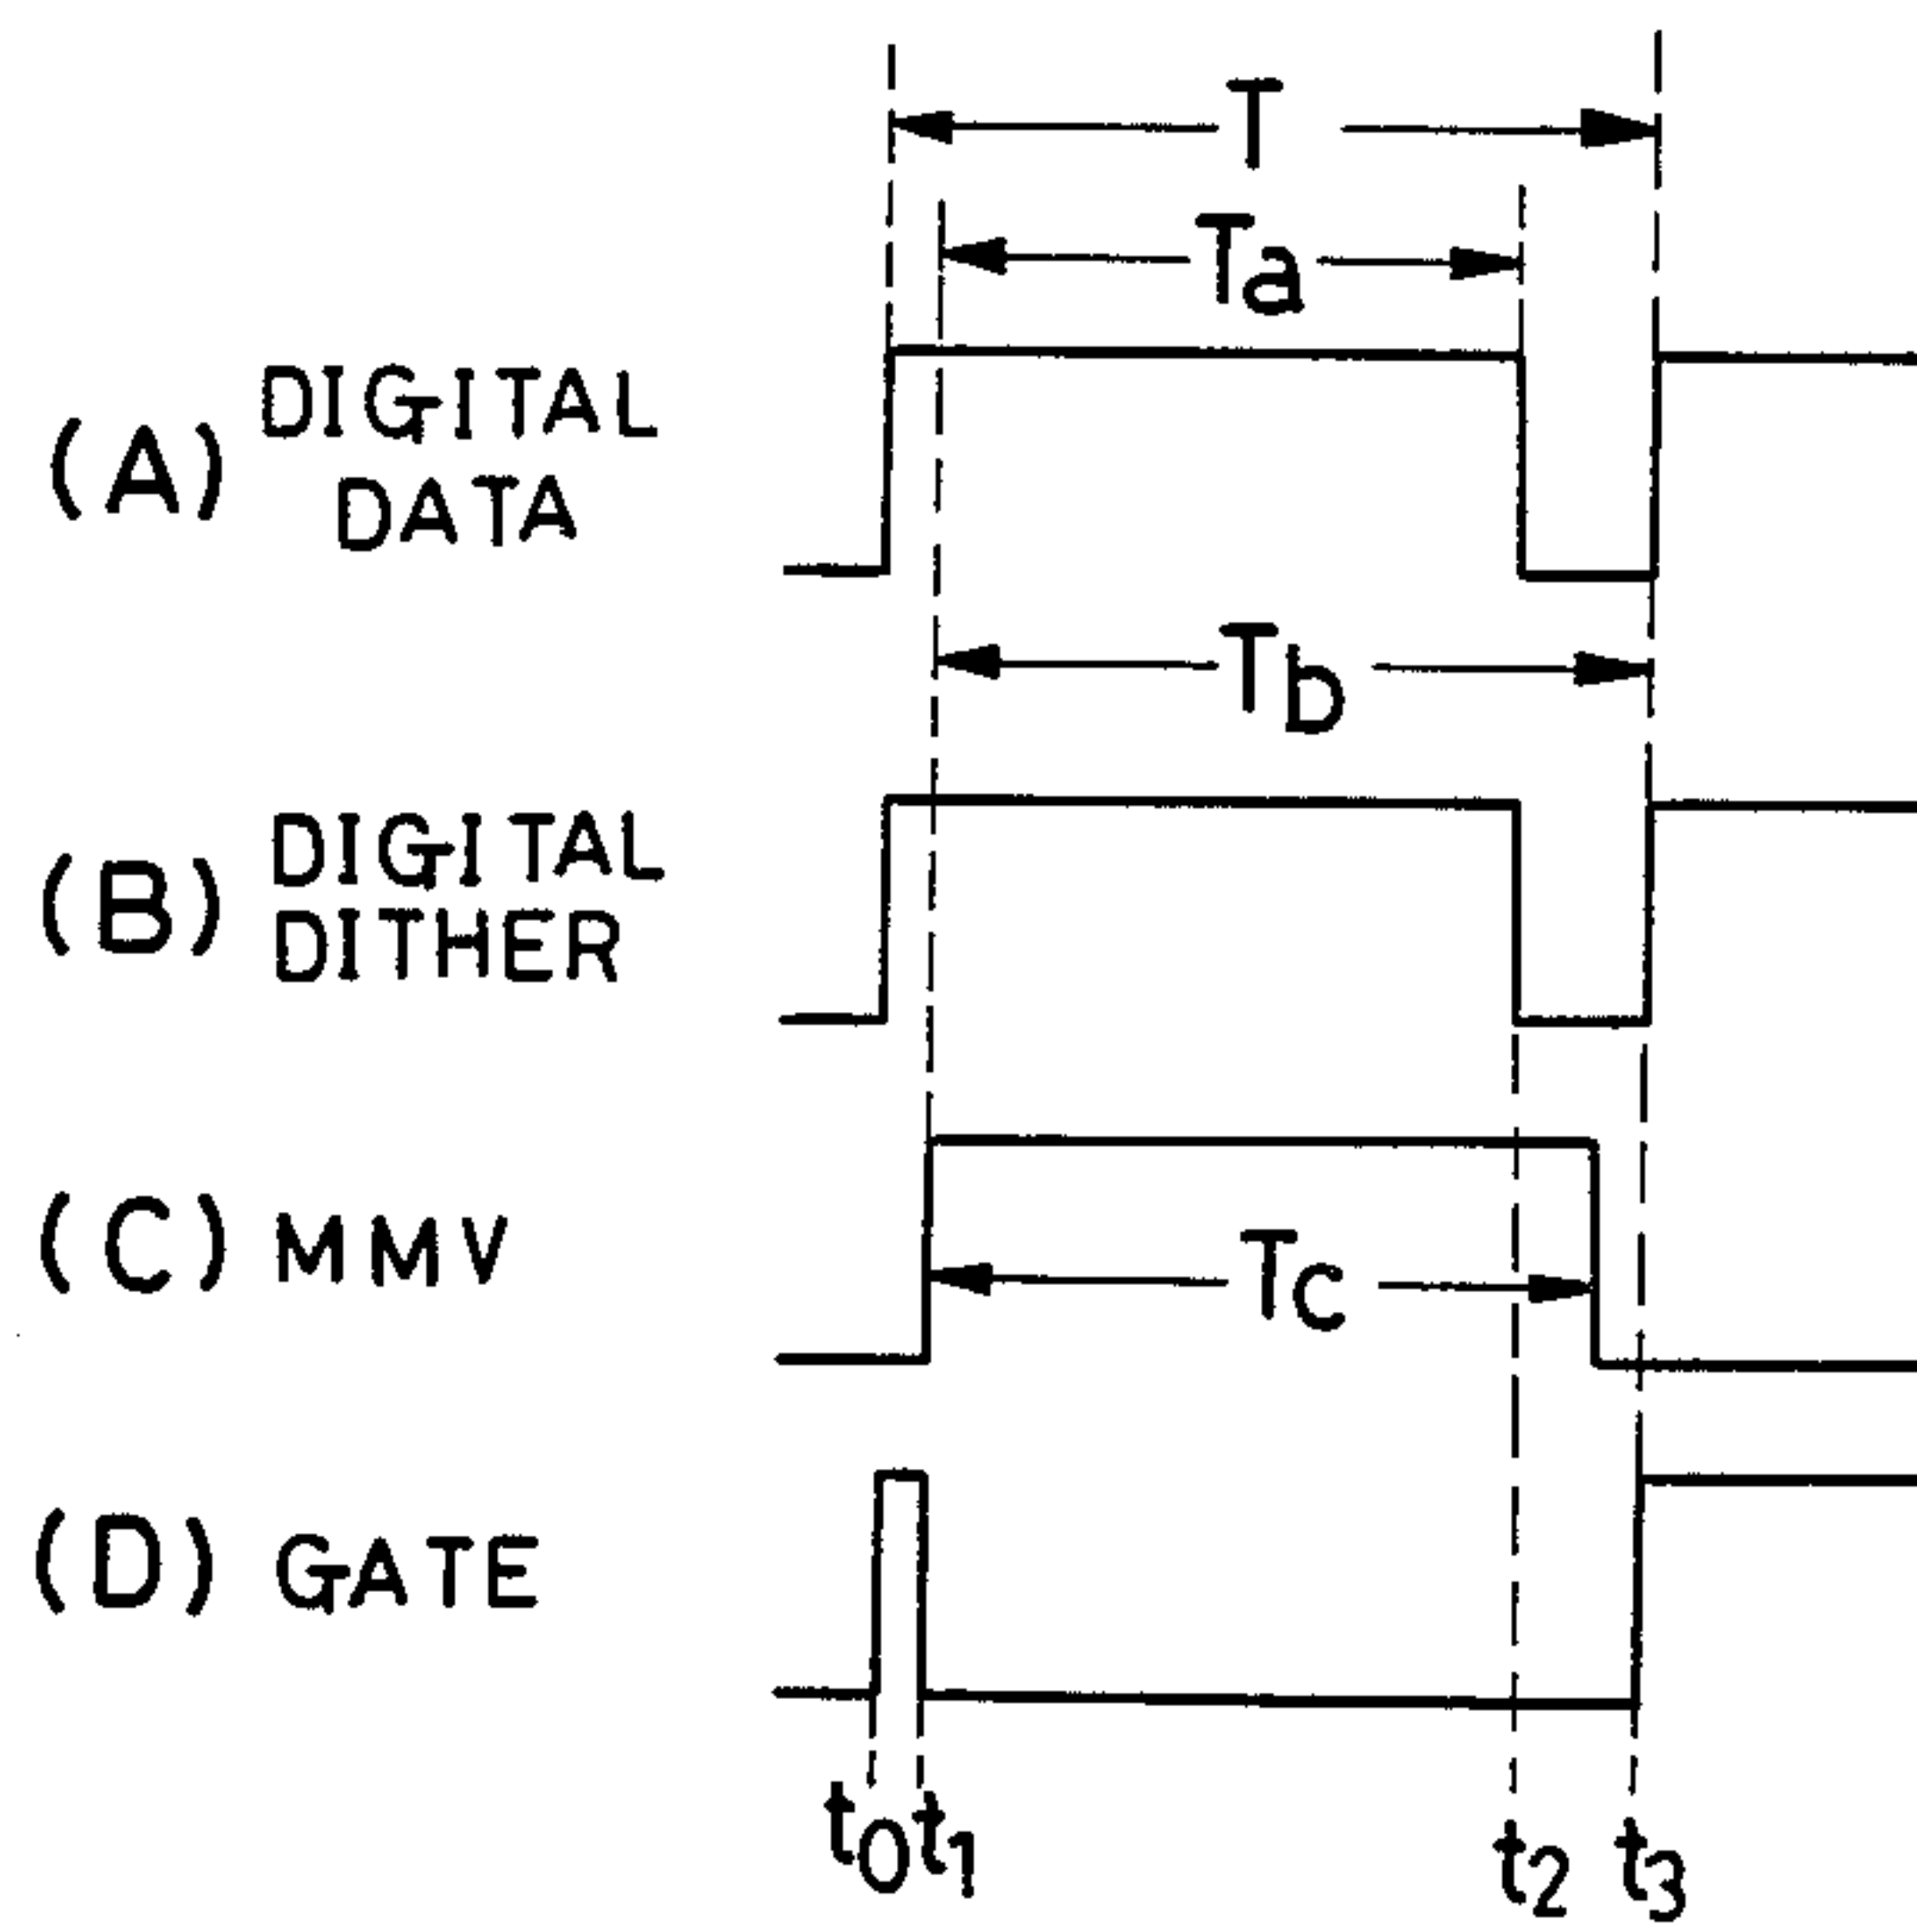 T
Ta
(A) DIGITAL
DATA
Tb
(B) DIGITAL
DITHER
(C) MMV
Tc
(D) GATE
t0 t1 t2 t3